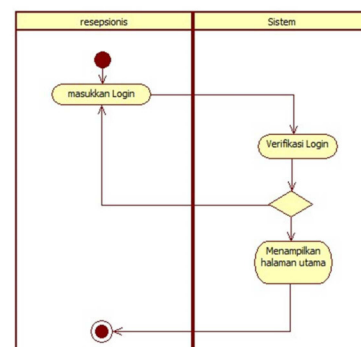 resepsionis
Sistem
masukkan Login
Verifikasi Login
Menampilkan
halaman utama